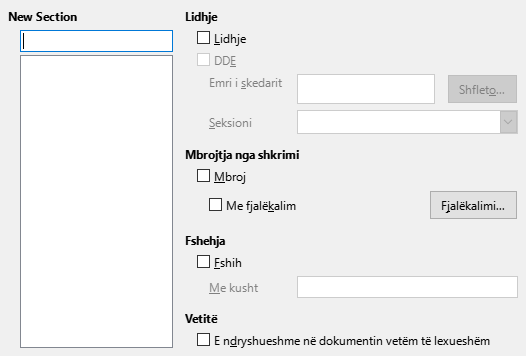 New Section
Lidhje
Lidhje
DDE
Emri i skedarit
Shfleto...
Seksioni
Mbrojtja nga shkrimi
Mbroj
Me fjalëkalim
Fjalëkalimi...
Fshehja
Fshih
Me kusht
Vetitë
E ndryshueshme në dokumentin vetëm të lexueshëm